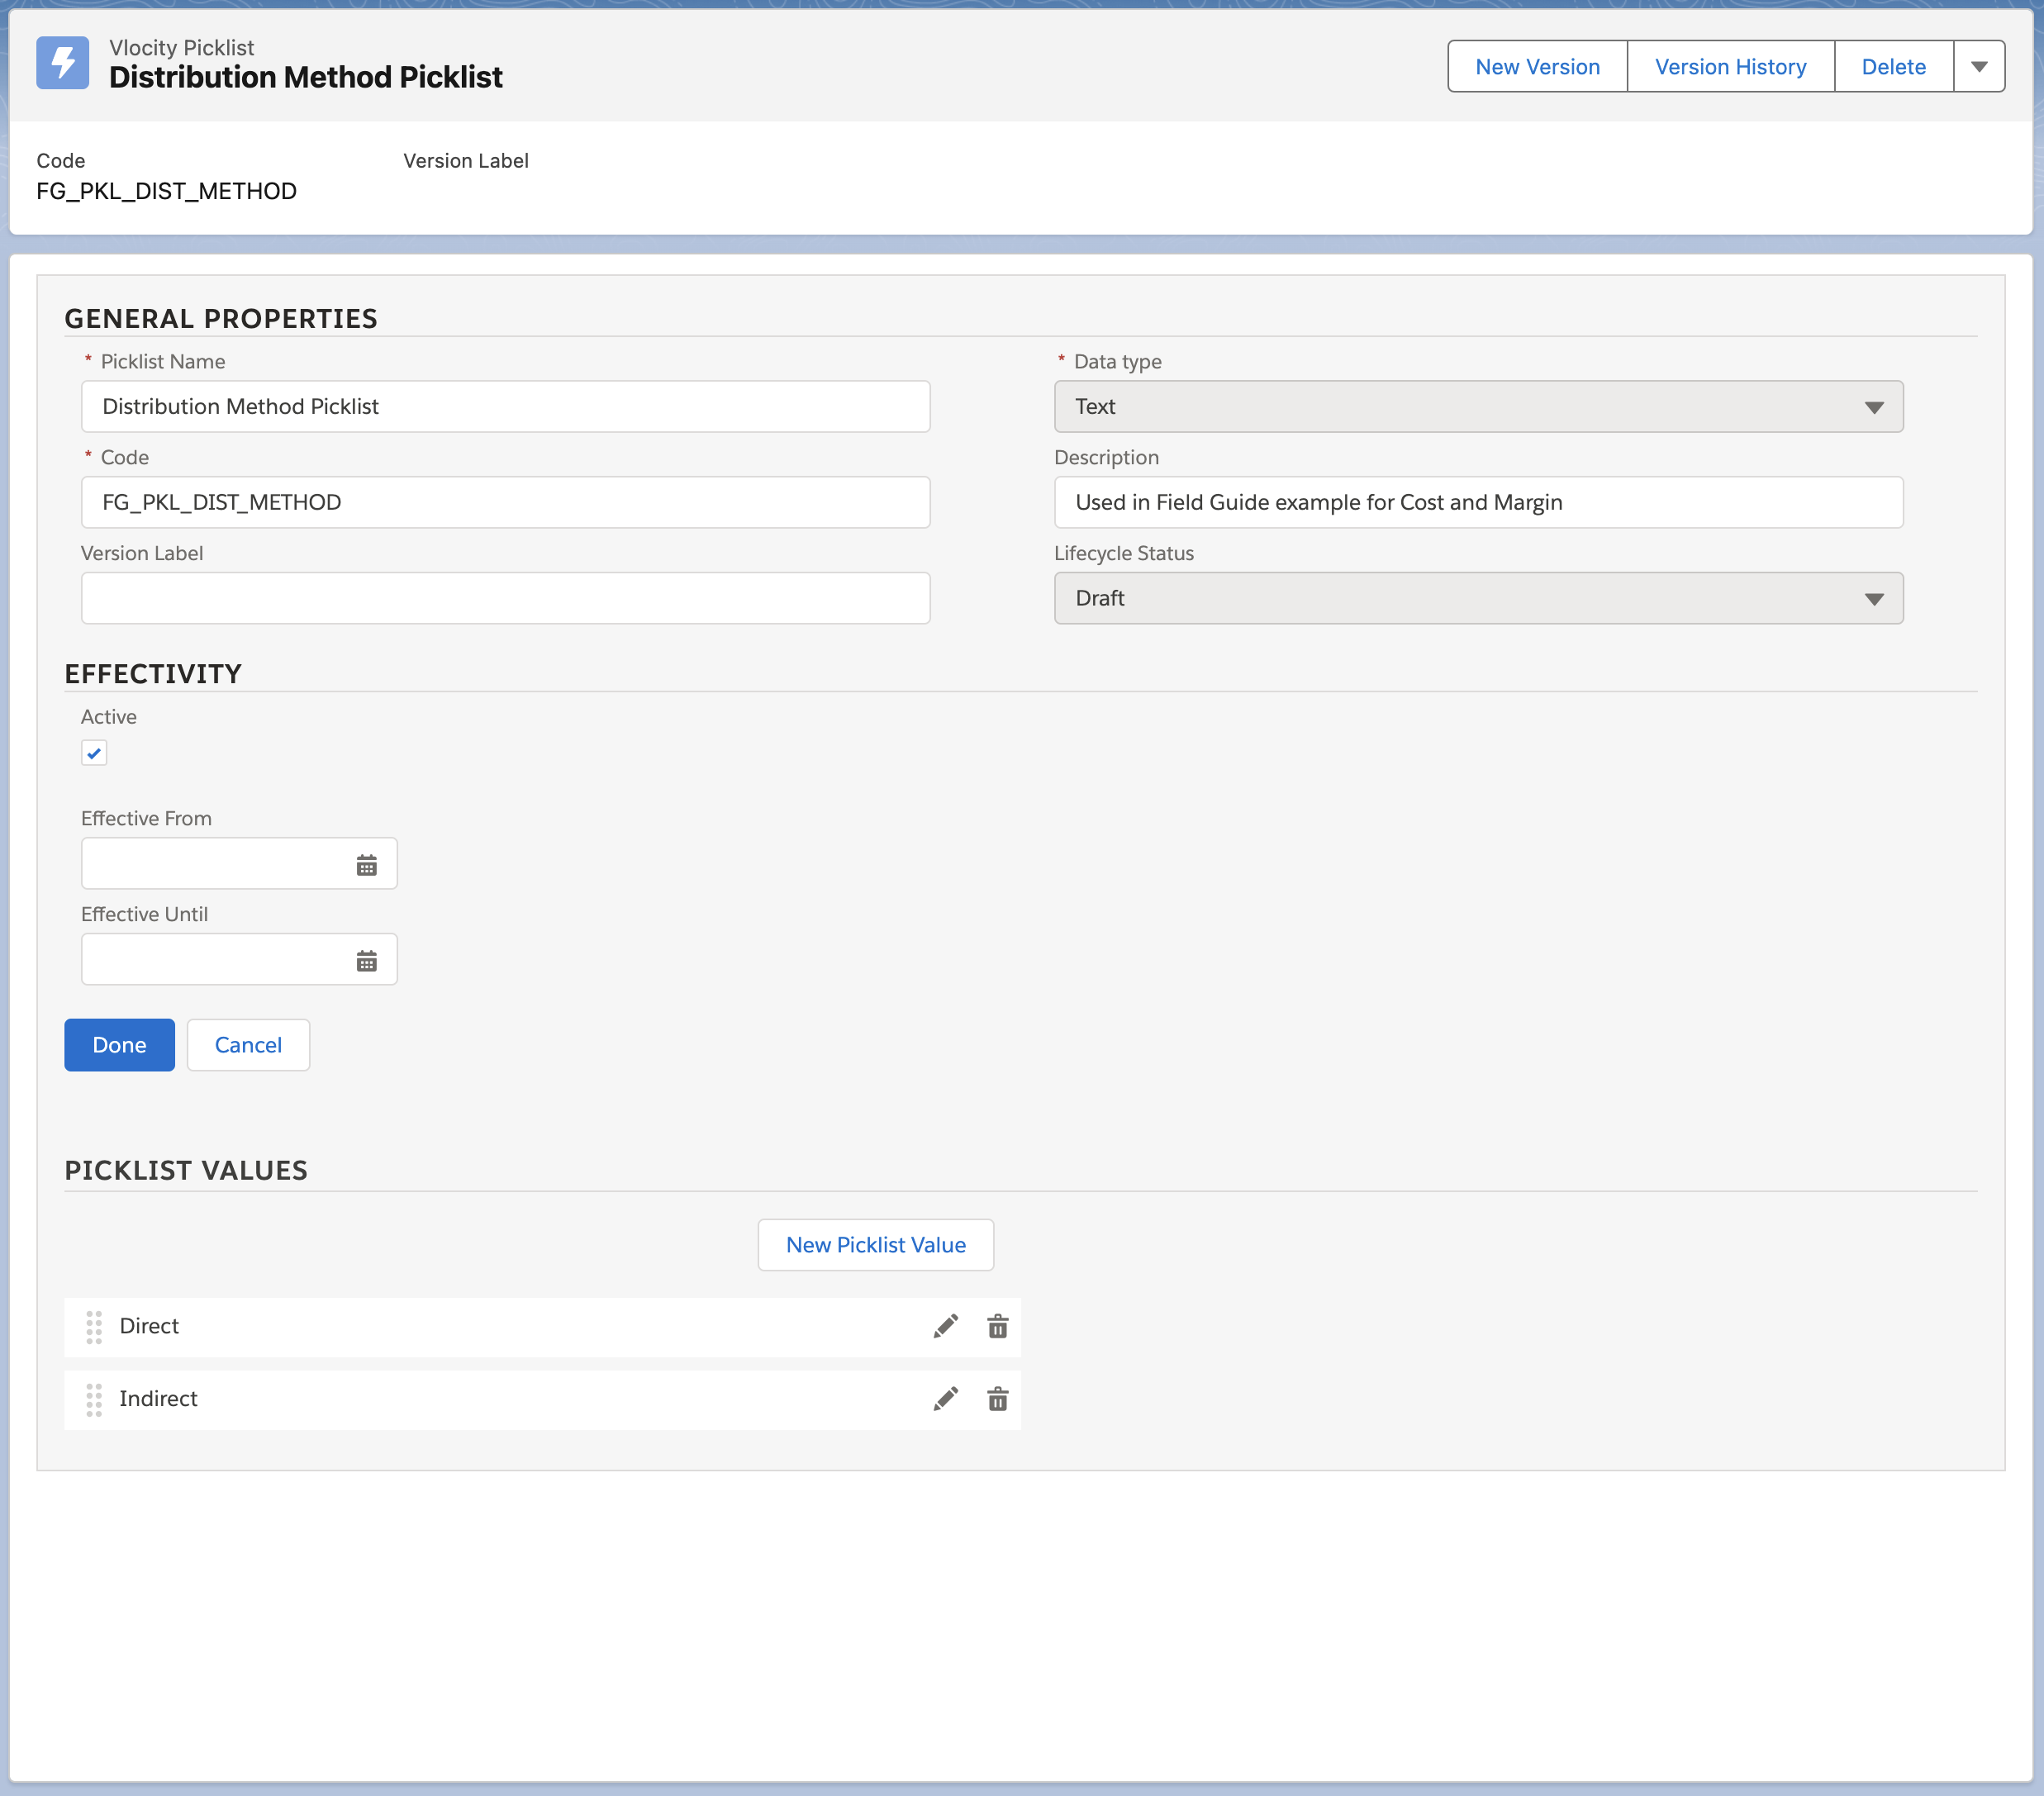 Vlocity Picklist
Distribution Method Picklist
New Version
Version History
Delete
Code
Version Label
FG_PKL_DIST_METHOD
GENERAL PROPERTIES
* Picklist Name
* Data type
Distribution Method Picklist
Text
* Code
Description
FG_PKL_DIST_METHOD
Used in Field Guide example for Cost and Margin
Version Label
Lifecycle Status
Draft
EFFECTIVITY
Active
Effective From
Effective Until
Done
Cancel
PICKLIST VALUES
New Picklist Value
Direct
Indirect